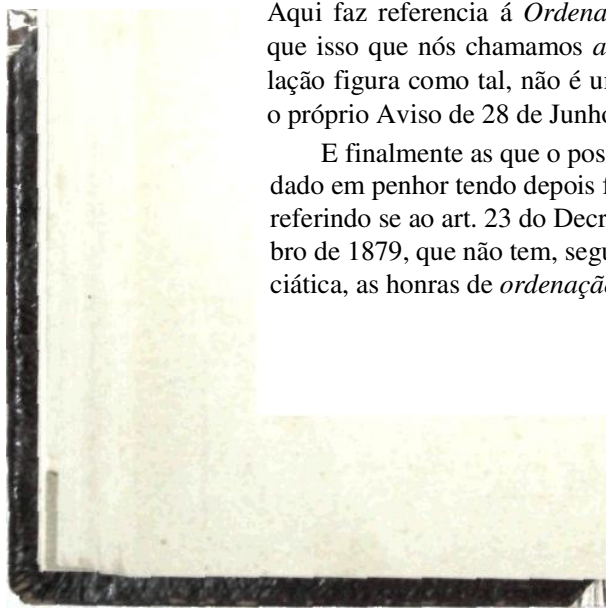 Aqui faz referencia á Ordena
que isso que nós chamamos a
lação figura como tal, não é u
o próprio Aviso de 28 de Junho
E finalmente as que o pos
dado em penhor tendo depois f
referindo se ao art. 23 do Decr
bro de 1879, que não tem, segu
ciática, as honras de ordenação